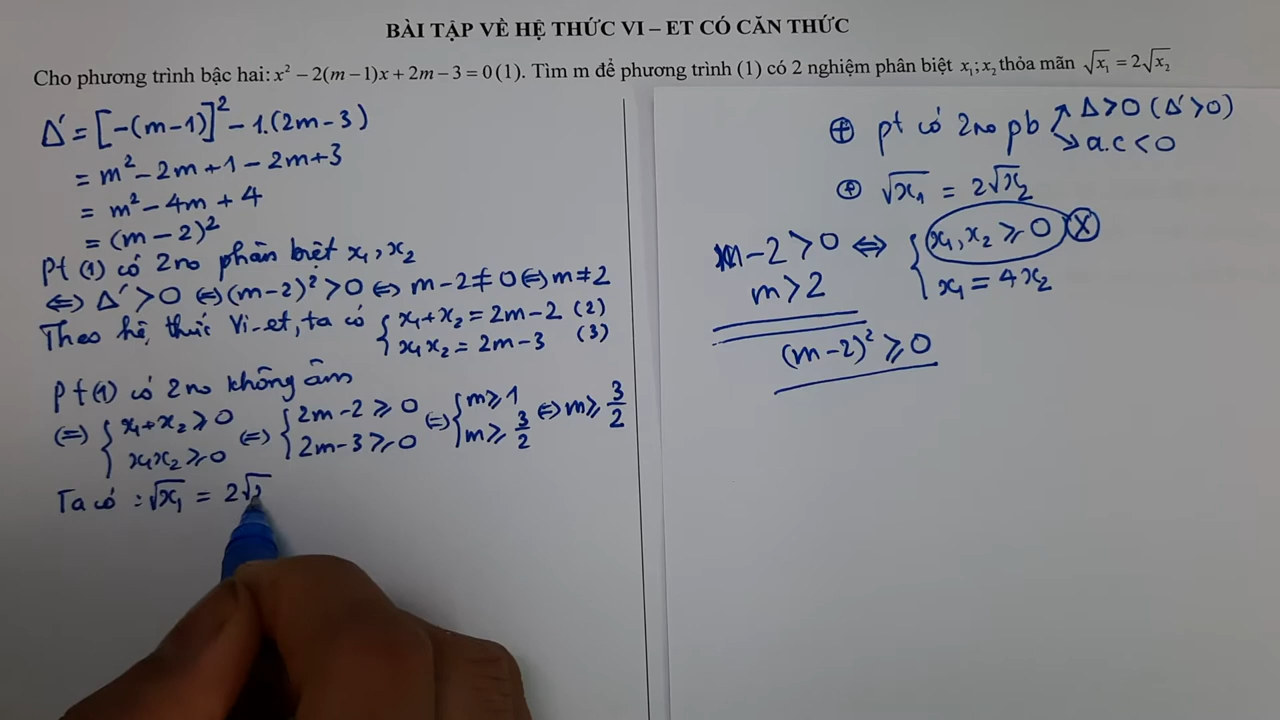 BÀI TẬP VỀ HỆ THỨC VI – ET CÓ CĂN THỨC
Cho phương trình bậc hai: x² − 2(m−1)x + 2m − 3 = 0 (1). Tìm m để phương trình (1) có 2 nghiệm phân biệt x₁; x₂ thỏa mãn √x₁ = 2√x₂
Δ' = [−(m−1)]² − 1.(2m−3)
= m² − 2m + 1 − 2m + 3
= m² − 4m + 4
= (m−2)²
Pt (1) có 2 no phân biệt x₁, x₂
⇔ Δ' > 0 ⇔ (m−2)² > 0 ⇔ m−2 ≠ 0 ⇔ m ≠ 2
Theo hệ thức Vi-et, ta có { x₁ + x₂ = 2m − 2 (2)
x₁x₂ = 2m − 3 (3)
Pt (1) có 2 no không âm
⇔ { x₁ + x₂ ⩾ 0 ⇔ { 2m − 2 ⩾ 0 ⇔ { m ⩾ 1 ⇔ m ⩾ 3/2
x₁x₂ ⩾ 0 2m − 3 ⩾ 0 m ⩾ 3/2
Ta có : √x₁ = 2√
⊕ pt có 2 no pb Δ > 0 (Δ' > 0)
a.c < 0
⊕ √x₁ = 2√x₂
m − 2 > 0 ⇔ { x₁, x₂ ⩾ 0 ⊗
m > 2 x₁ = 4x₂
(m−2)² ⩾ 0